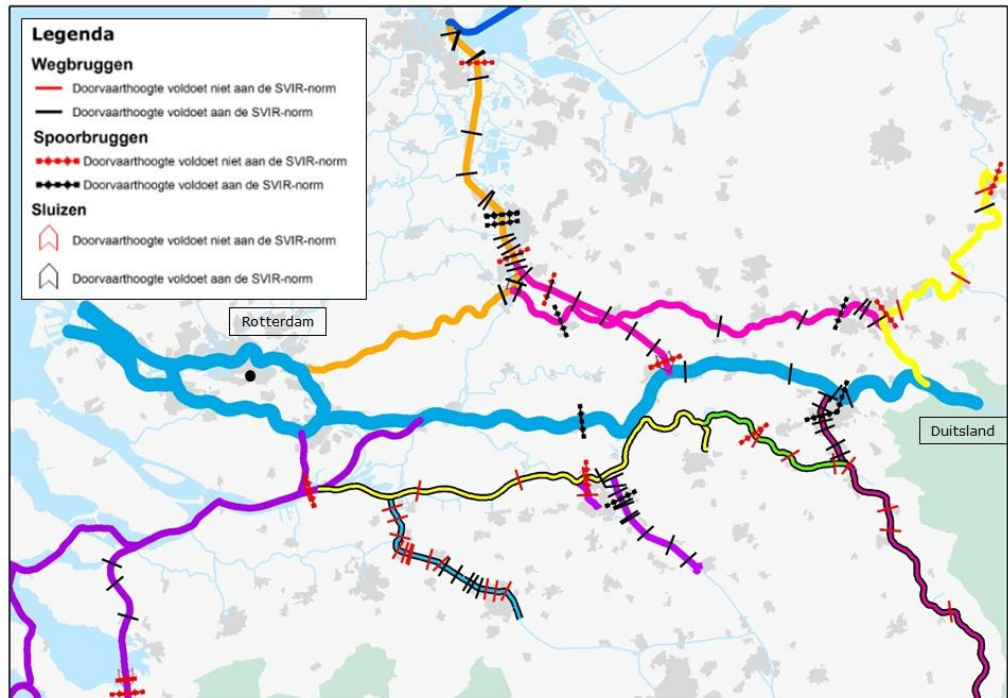 Legenda
Wegbruggen
Doorvaarthoogte voldoet niet aan de SVIR-norm
Doorvaarthoogte voldoet aan de SVIR-norm
Spoorbruggen
Doorvaarthoogte voldoet niet aan de SVIR-norm
Doorvaarthoogte voldoet aan de SVIR-norm
Sluizen
Doorvaarthoogte voldoet niet aan de SVIR-norm
Doorvaarthoogte voldoet aan de SVIR-norm
Rotterdam
Duitsland